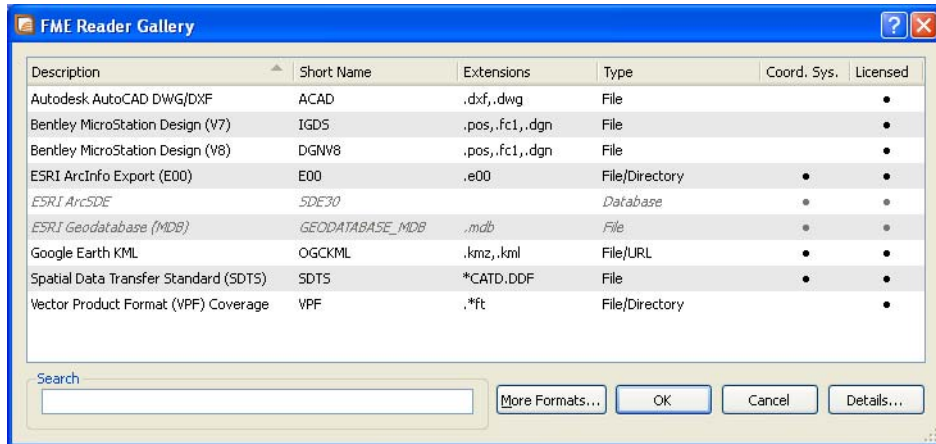 FME Reader Gallery
Description Short Name Extensions Type Coord. Sys. Licensed
Autodesk AutoCAD DWG/DXF ACAD .dxf,.dwg File •
Bentley MicroStation Design (V7) IGDS .pos,.fc1,.dgn File •
Bentley MicroStation Design (V8) DGNV8 .pos,.fc1,.dgn File •
ESRI ArcInfo Export (E00) E00 .e00 File/Directory • •
ESRI ArcSDE SDE30 Database • •
ESRI Geodatabase (MDB) GEODATABASE_MDB .mdb File • •
Google Earth KML OGCKML .kmz,.kml File/URL • •
Spatial Data Transfer Standard (SDTS) SDTS *CATD.DDF File • •
Vector Product Format (VPF) Coverage VPF .*ft File/Directory •
Search
More Formats... OK Cancel Details...